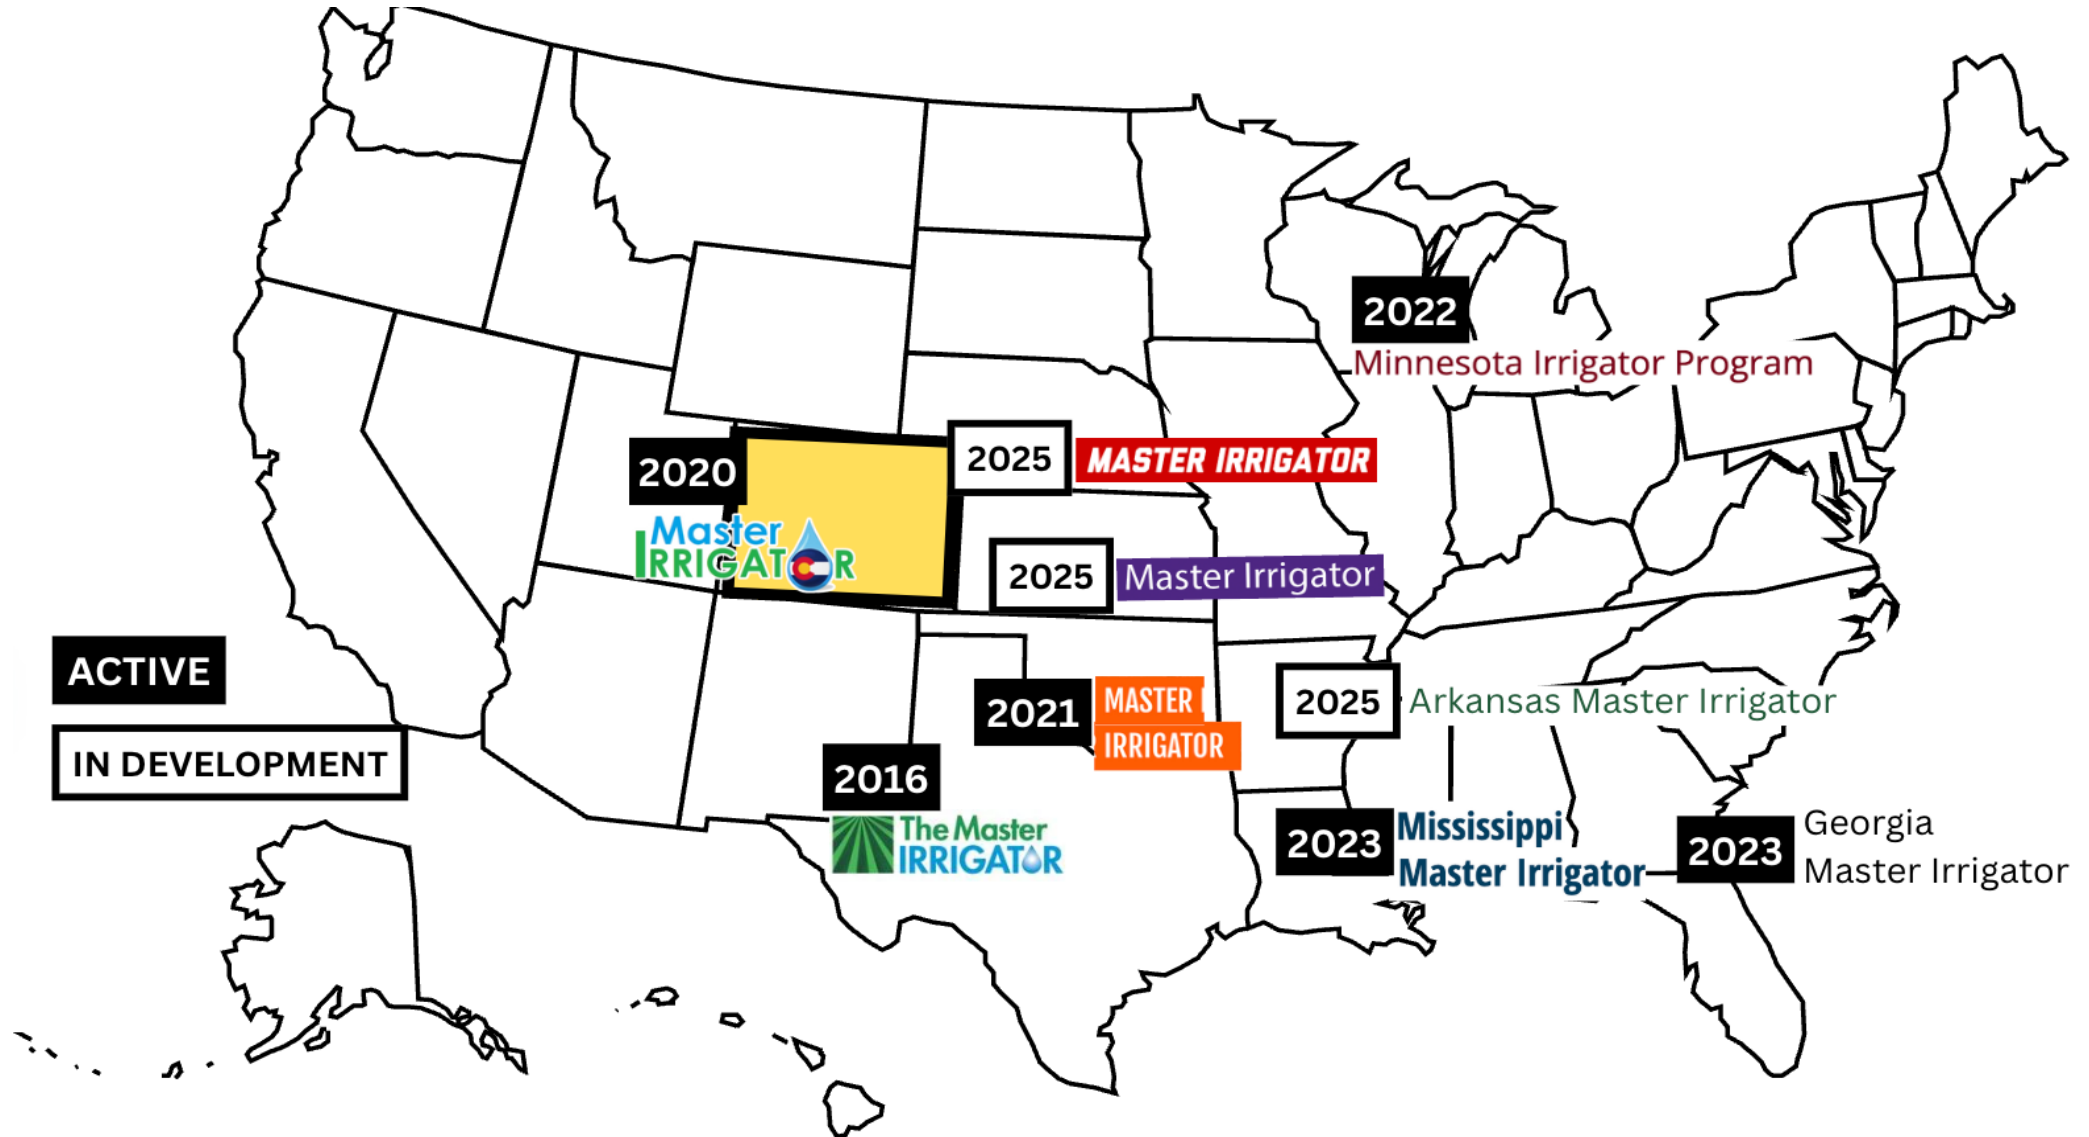 2022
Minnesota Irrigator Program
2020
Master
IRRIGATOR
2025
MASTER IRRIGATOR
2025
Master Irrigator
ACTIVE
IN DEVELOPMENT
2021
MASTER
IRRIGATOR
2025
Arkansas Master Irrigator
2016
The Master
IRRIGATOR
2023
Mississippi
Master Irrigator
2023
Georgia
Master Irrigator